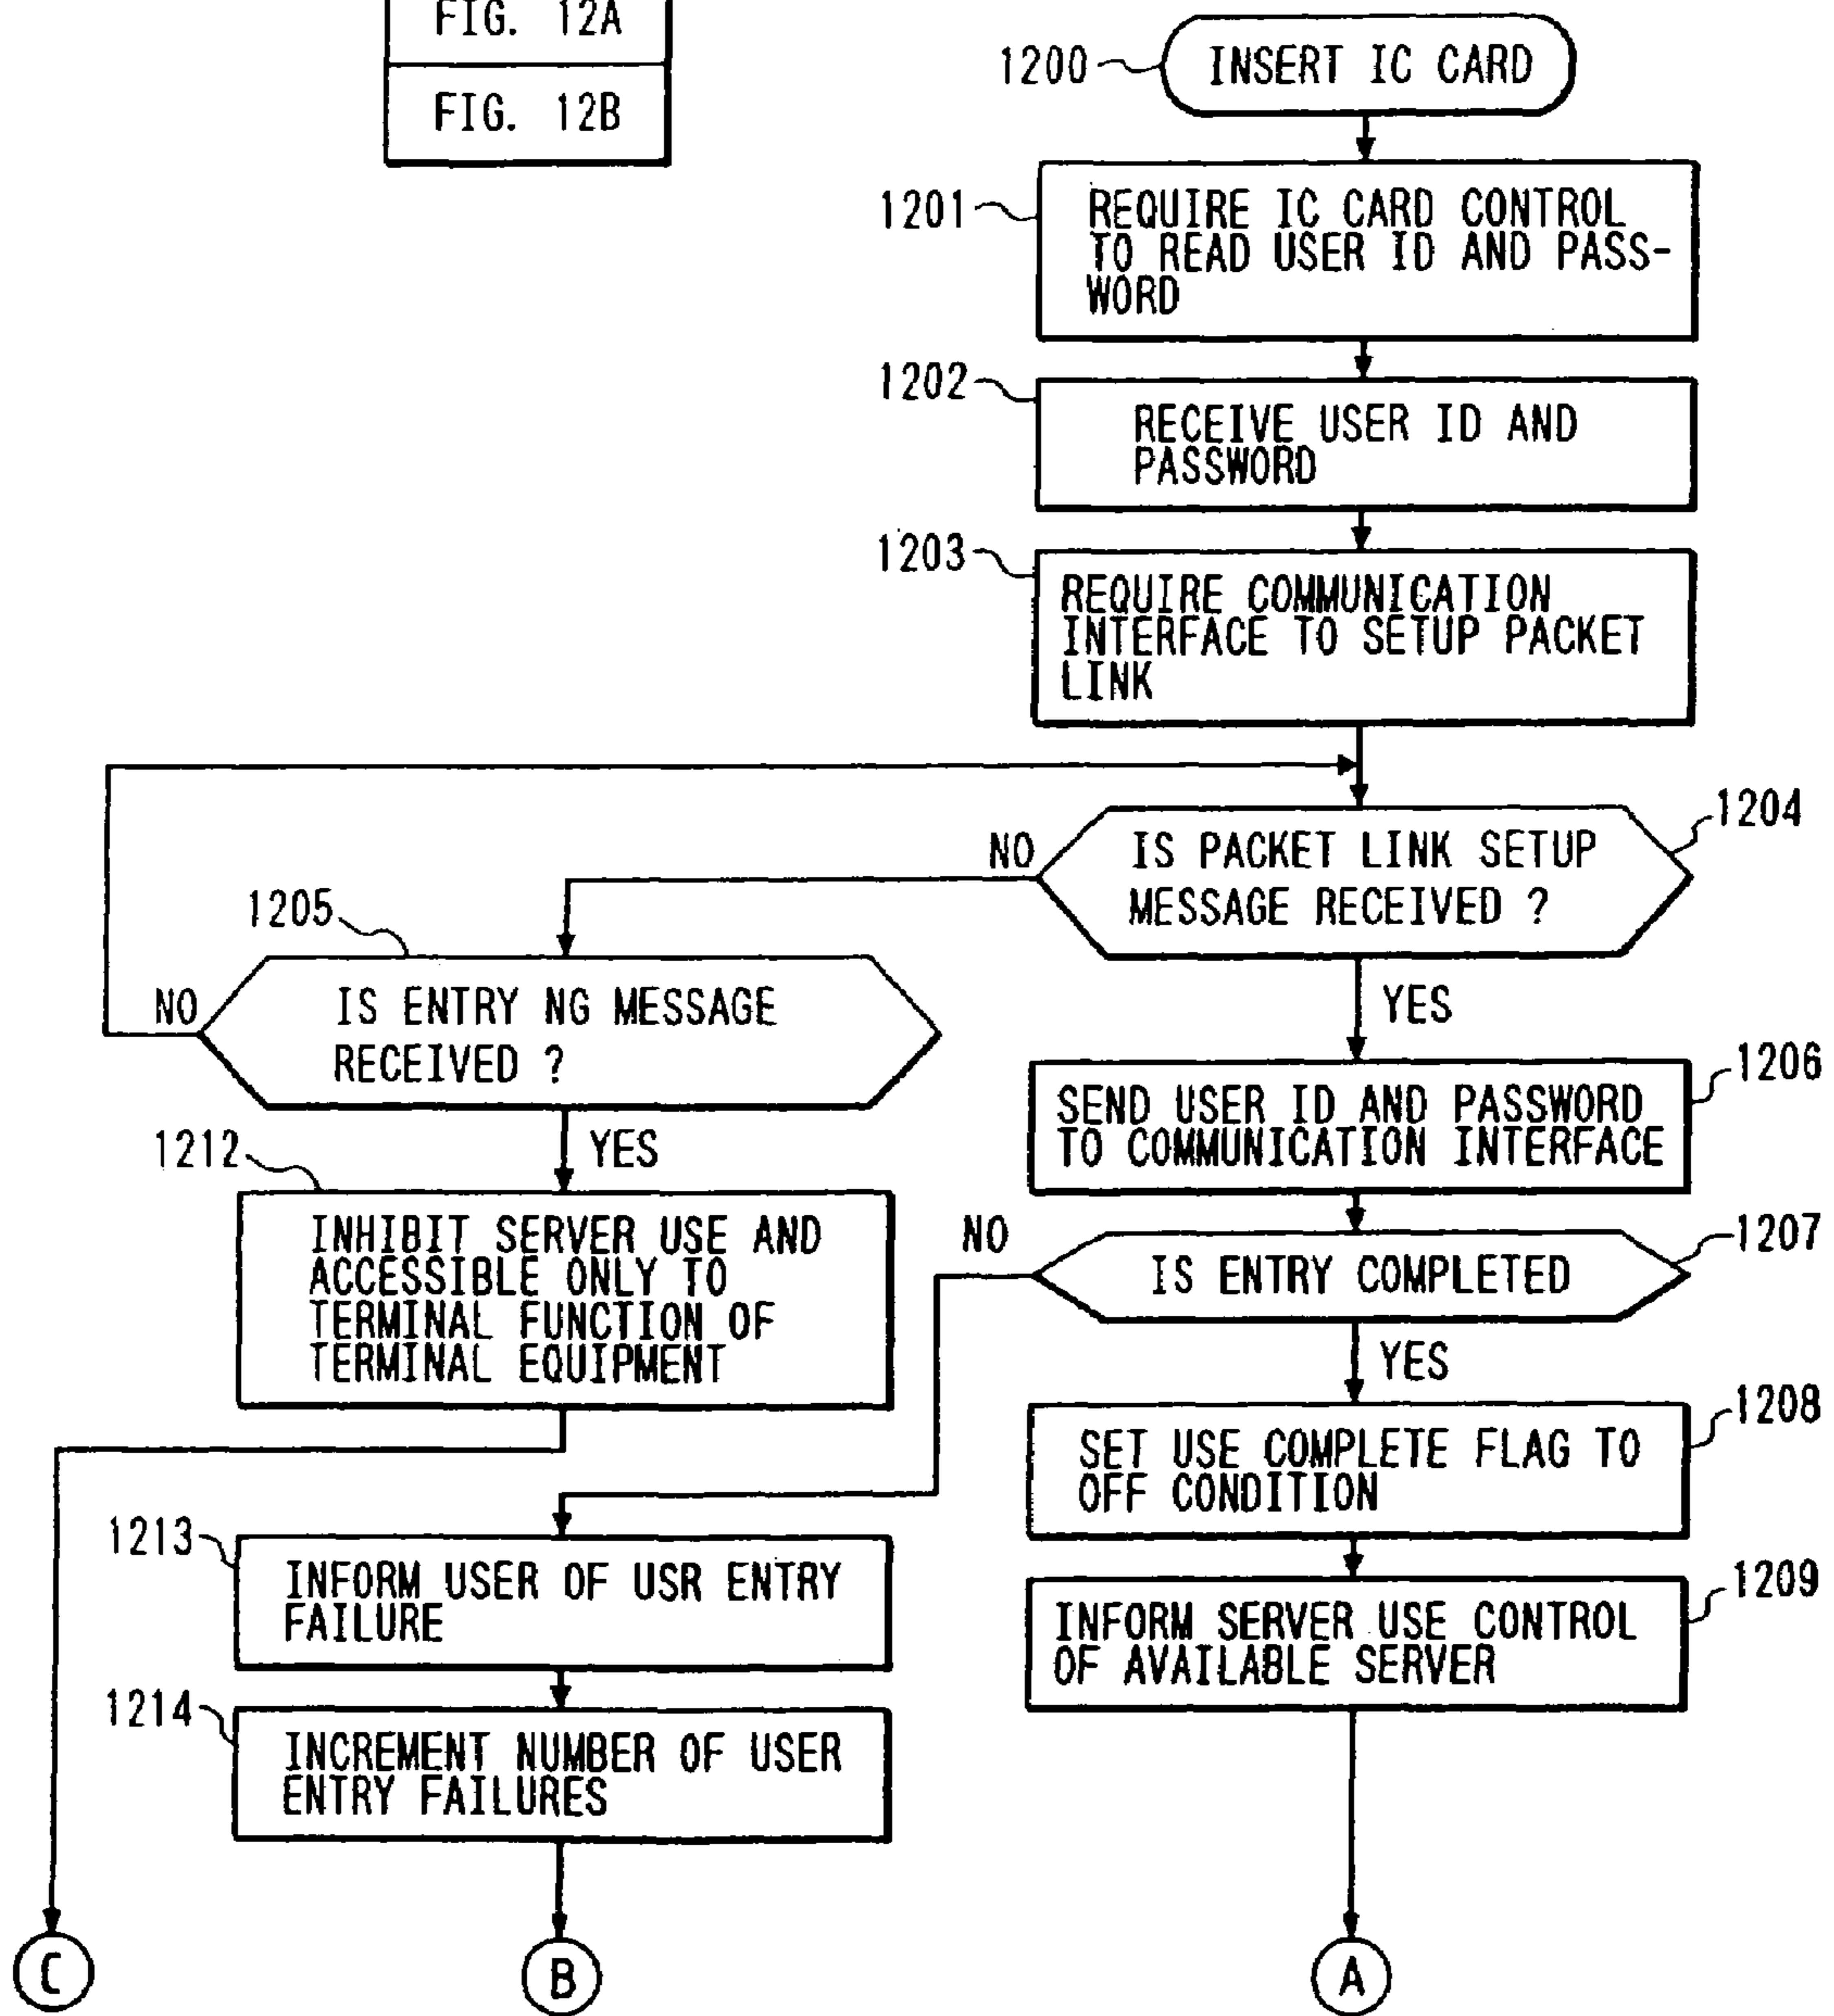 FIG. 12A
FIG. 12B
1200
INSERT IC CARD
1201
REQUIRE IC CARD CONTROL
TO READ USER ID AND PASS-
WORD
1202
RECEIVE USER ID AND
PASSWORD
1203
REQUIRE COMMUNICATION
INTERFACE TO SETUP PACKET
LINK
1204
NO
IS PACKET LINK SETUP
MESSAGE RECEIVED ?
YES
1205
NO
IS ENTRY NG MESSAGE
RECEIVED ?
YES
1206
SEND USER ID AND PASSWORD
TO COMMUNICATION INTERFACE
1212
INHIBIT SERVER USE AND
ACCESSIBLE ONLY TO
TERMINAL FUNCTION OF
TERMINAL EQUIPMENT
NO
1207
IS ENTRY COMPLETED
YES
1208
SET USE COMPLETE FLAG TO
OFF CONDITION
1213
INFORM USER OF USR ENTRY
FAILURE
1209
INFORM SERVER USE CONTROL
OF AVAILABLE SERVER
1214
INCREMENT NUMBER OF USER
ENTRY FAILURES
C
B
A